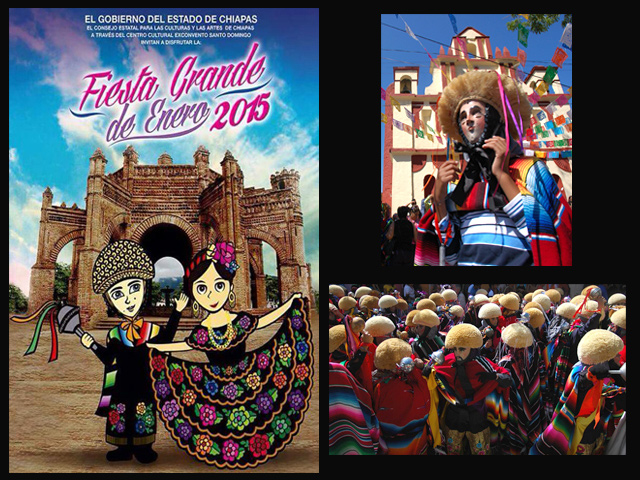 EL GOBIERNO DEL ESTADO DE CHIAPAS
EL CONSEJO ESTATAL PARA LAS CULTURAS Y LAS ARTES DE CHIAPAS
A TRAVÉS DEL CENTRO CULTURAL EXCONVENTO SANTO DOMINGO
INVITAN A DISFRUTAR LA:
Fiesta Grande
de Enero 2015